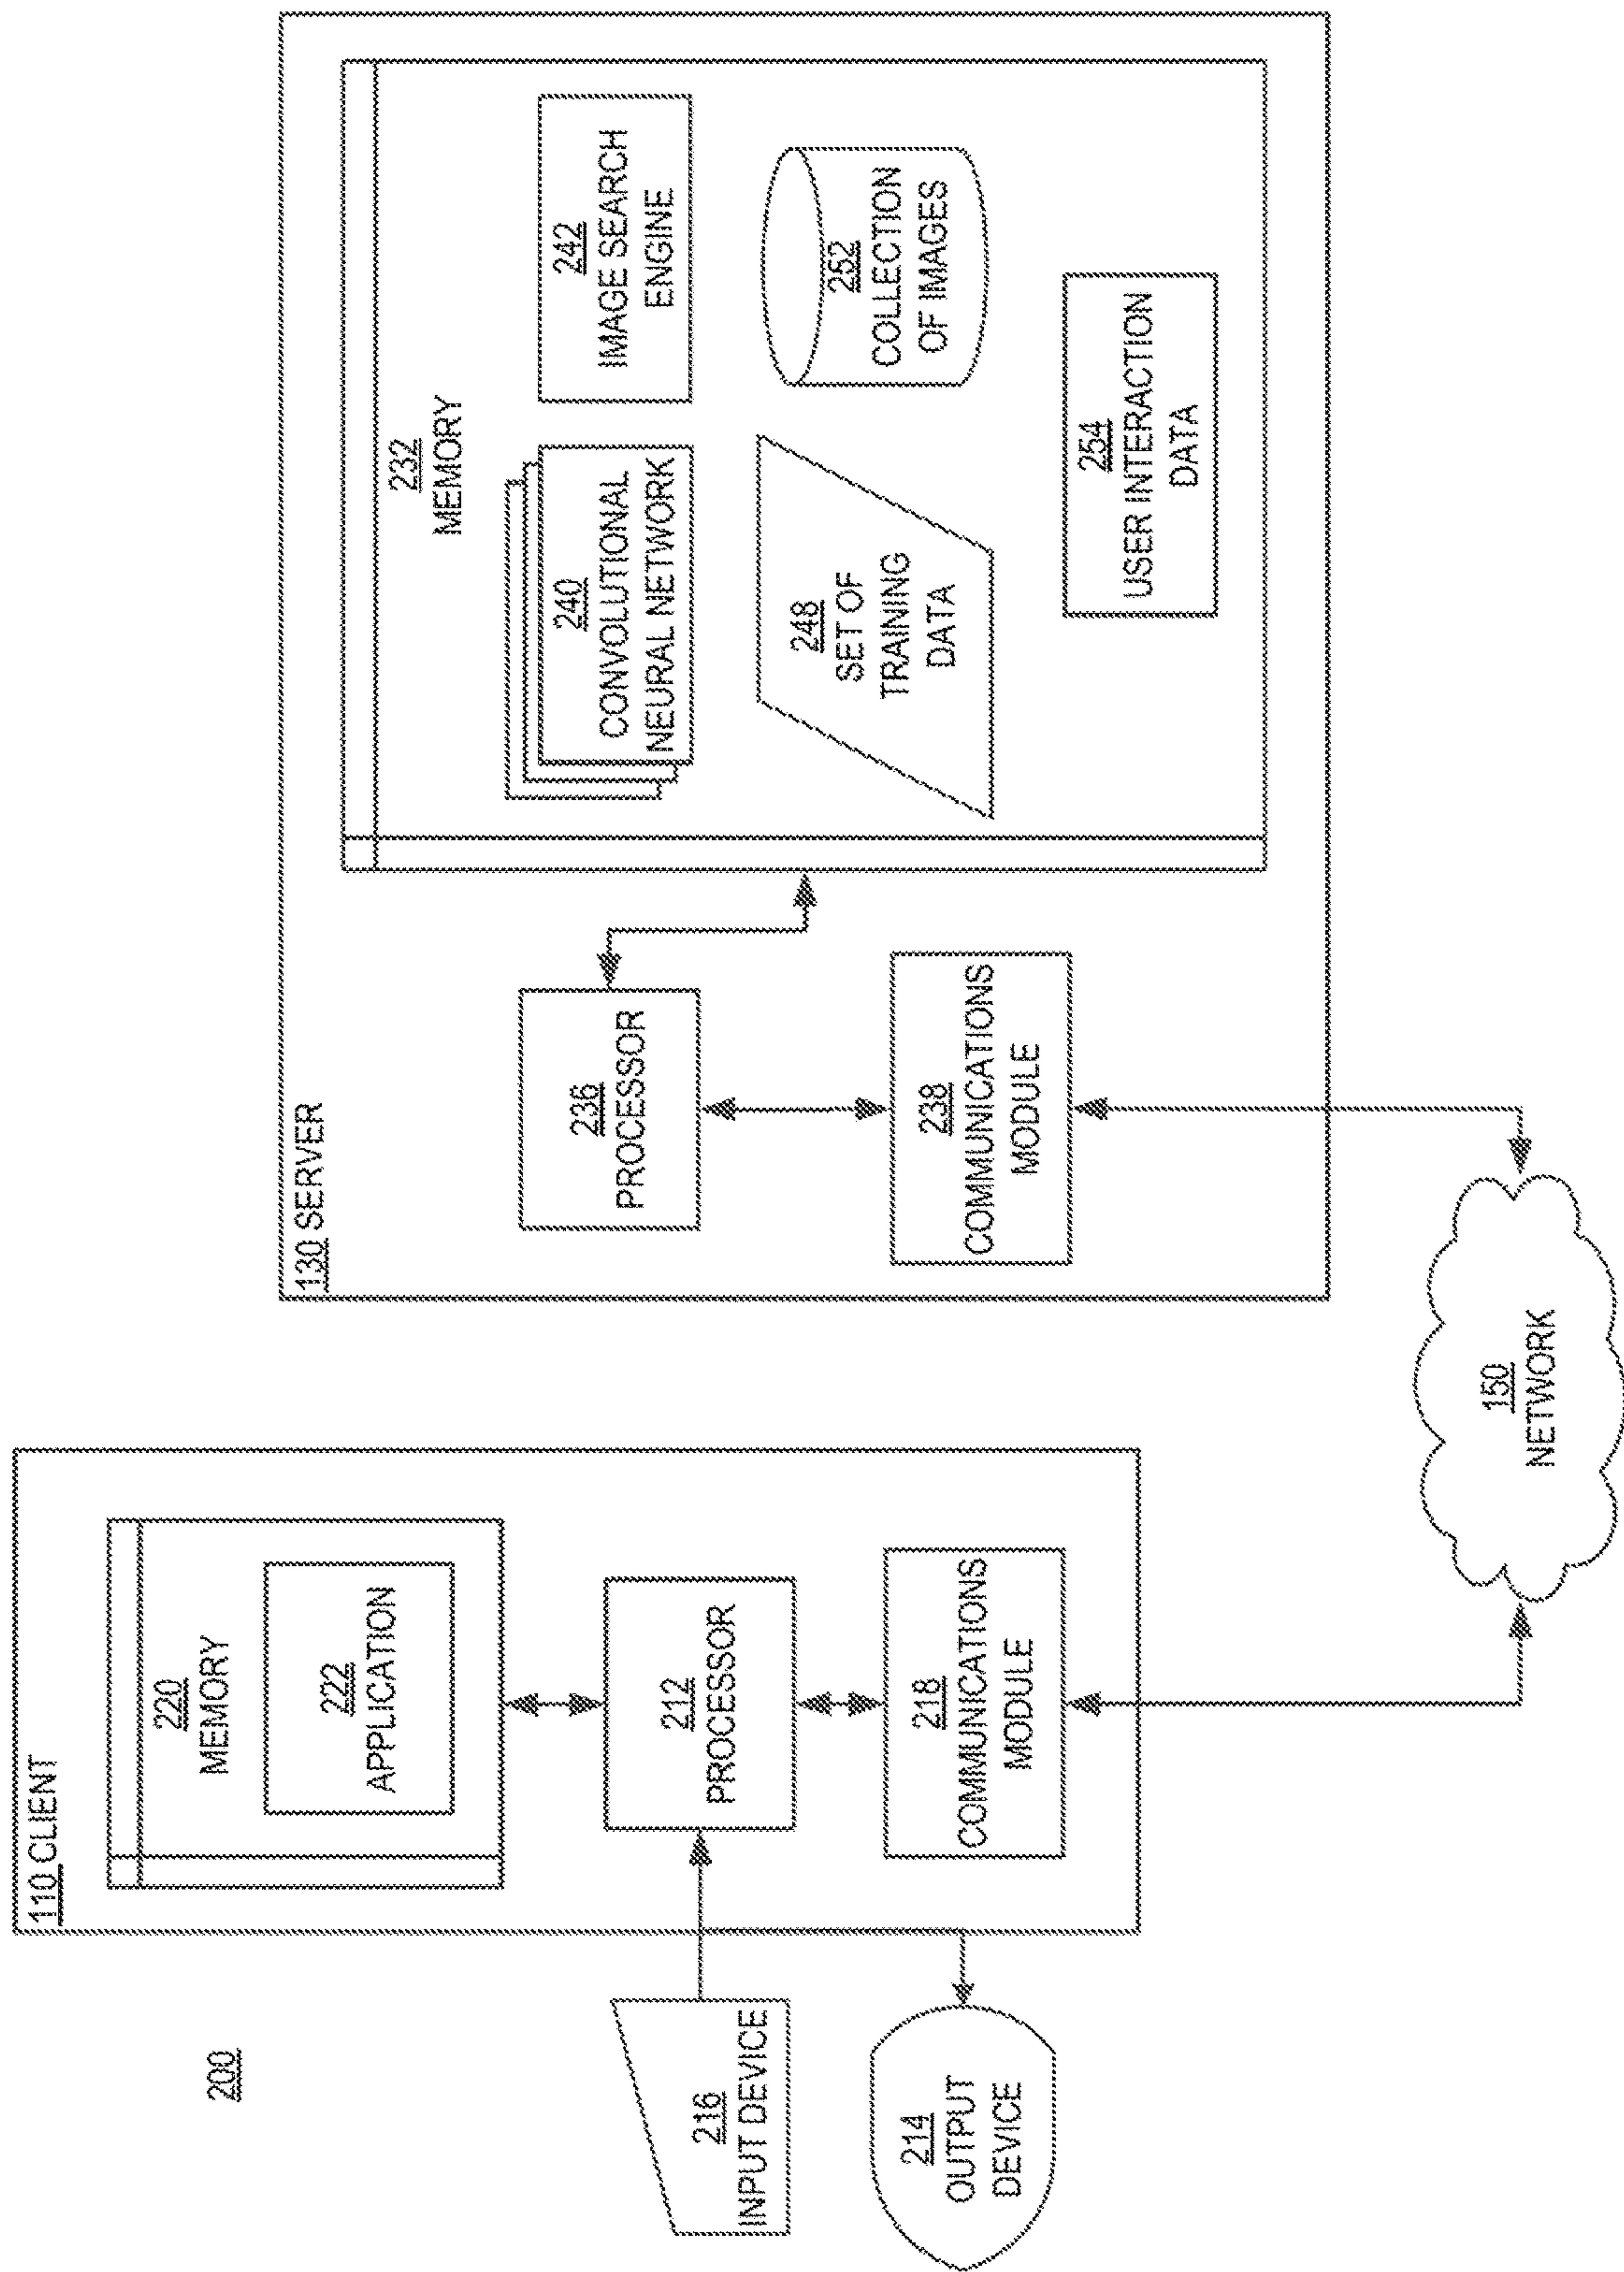 200
110 CLIENT
220
MEMORY
222
APPLICATION
216
INPUT DEVICE
212
PROCESSOR
214
OUTPUT
DEVICE
218
COMMUNICATIONS
MODULE
150
NETWORK
130 SERVER
236
PROCESSOR
238
COMMUNICATIONS
MODULE
232
MEMORY
240
CONVOLUTIONAL
NEURAL NETWORK
242
IMAGE SEARCH
ENGINE
248
SET OF
TRAINING
DATA
252
COLLECTION
OF IMAGES
254
USER INTERACTION
DATA